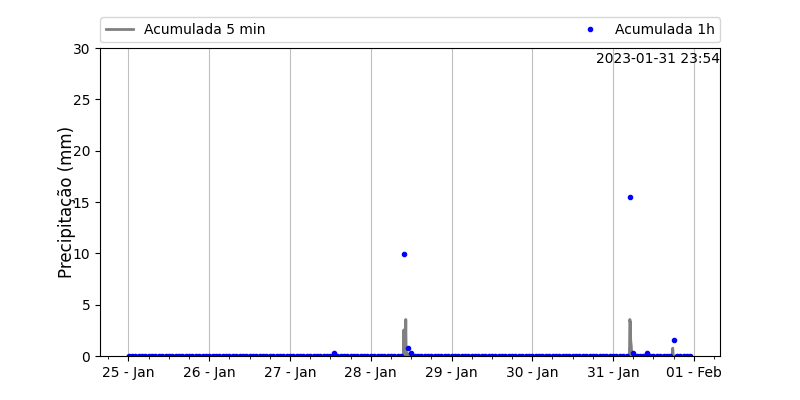 Acumulada 5 min
Acumulada 1h
2023-01-31 23:54
Precipitação (mm)
30
25
20
15
10
5
0
25 - Jan
26 - Jan
27 - Jan
28 - Jan
29 - Jan
30 - Jan
31 - Jan
01 - Feb